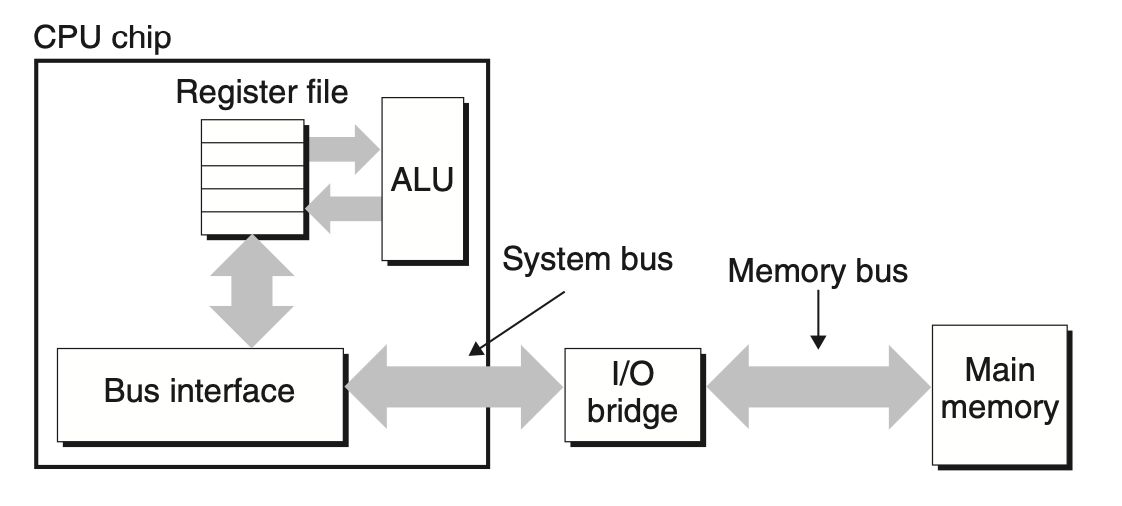 CPU chip
Register file
ALU
System bus
Memory bus
Bus interface
I/O
bridge
Main
memory